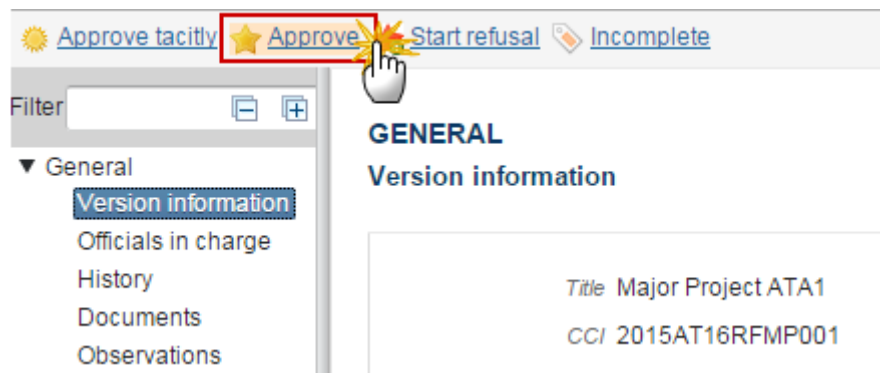 Approve tacitly Approve Start refusal Incomplete
Filter
GENERAL
Version information
General
Version information
Officials in charge
History
Documents
Observations
Title Major Project ATA1
CCI 2015AT16RFMP001